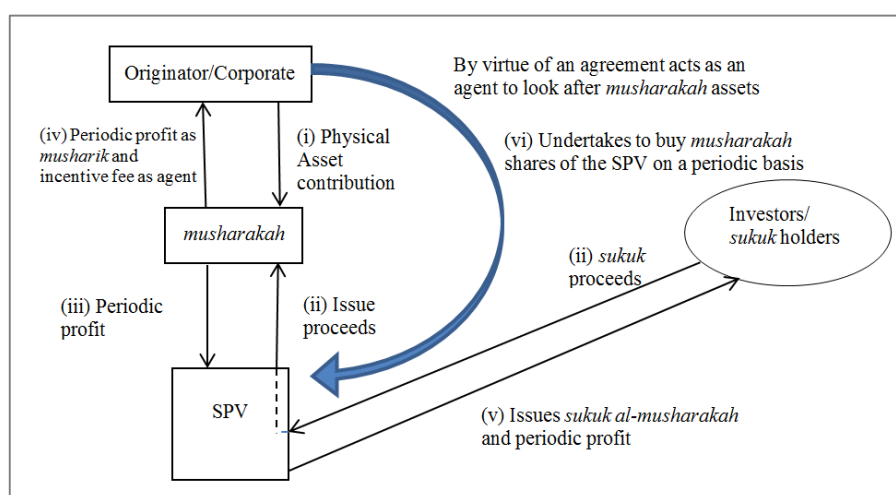 Originator/Corporate
By virtue of an agreement acts as an
agent to look after musharakah assets
(iv) Periodic profit as
musharik and
incentive fee as agent
(i) Physical
Asset
contribution
(vi) Undertakes to buy musharakah
shares of the SPV on a periodic basis
musharakah
Investors/
sukuk holders
(ii) sukuk
proceeds
(iii) Periodic
profit
(ii) Issue
proceeds
SPV
(v) Issues sukuk al-musharakah
and periodic profit